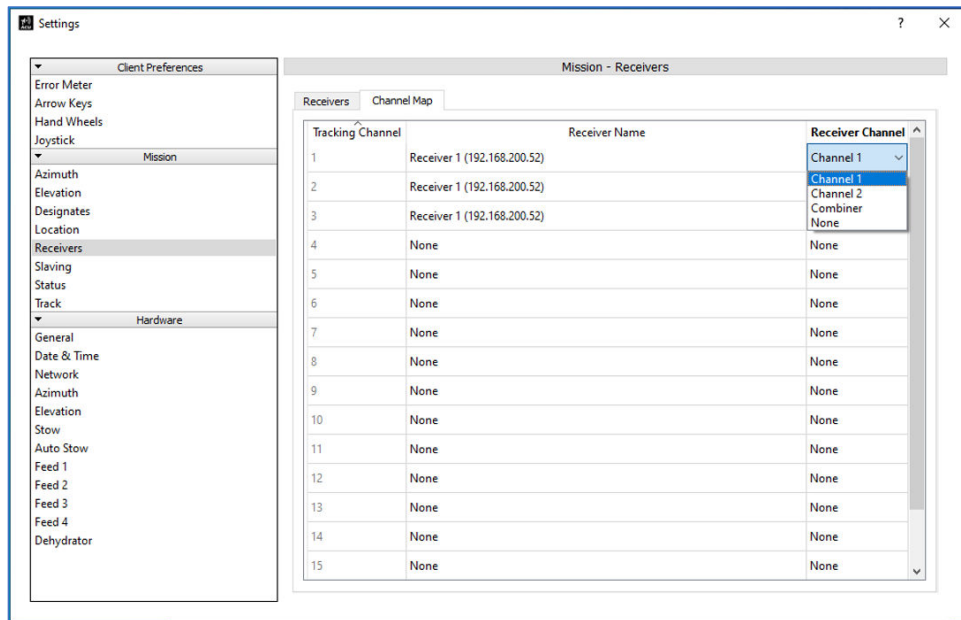 Settings
?
Client Preferences
Error Meter
Arrow Keys
Hand Wheels
Joystick
Mission
Azimuth
Elevation
Designates
Location
Receivers
Slaving
Status
Track
Hardware
General
Date & Time
Network
Azimuth
Elevation
Stow
Auto Stow
Feed 1
Feed 2
Feed 3
Feed 4
Dehydrator
Mission - Receivers
Receivers Channel Map
Tracking Channel Receiver Name Receiver Channel
1 Receiver 1 (192.168.200.52) Channel 1
Channel 1
Channel 2
Combiner
None
2 Receiver 1 (192.168.200.52)
3 Receiver 1 (192.168.200.52)
4 None None
5 None None
6 None None
7 None None
8 None None
9 None None
10 None None
11 None None
12 None None
13 None None
14 None None
15 None None